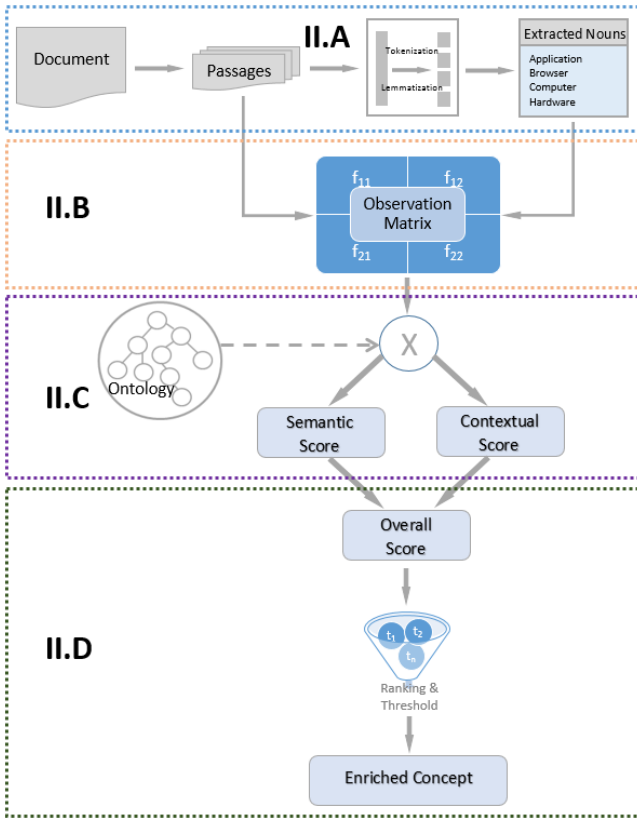 II.A
Document
Passages
Tokenization
Lemmatization
Extracted Nouns
Application
Browser
Computer
Hardware
II.B
f11
f12
Observation
Matrix
f21
f22
II.C
Ontology
X
Semantic
Score
Contextual
Score
II.D
Overall
Score
t1
t2
tn
Ranking &
Threshold
Enriched Concept